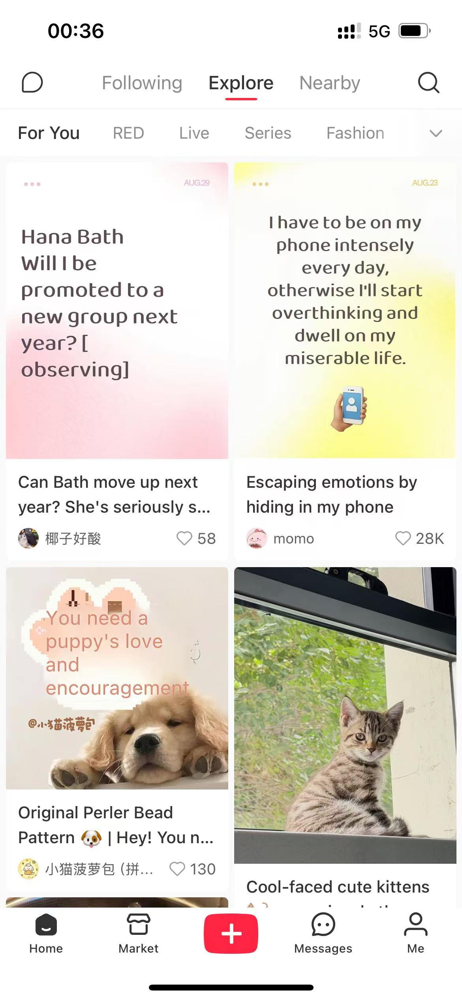 00:36
5G
Following
Explore
Nearby
For You
RED
Live
Series
Fashion
AUG.29
Hana Bath
Will I be
promoted to a
new group next
year? [
observing]
Can Bath move up next
year? She's seriously s...
椰子好酸
58
AUG.23
I have to be on my
phone intensely
every day,
otherwise I'll start
overthinking and
dwell on my
miserable life.
Escaping emotions by
hiding in my phone
momo
28K
You need a
puppy's love
and
encouragement
@小猫菠萝包
Original Perler Bead
Pattern 🐶 | Hey! You n...
小猫菠萝包 (拼...
130
Cool-faced cute kittens
Home
Market
Messages
Me